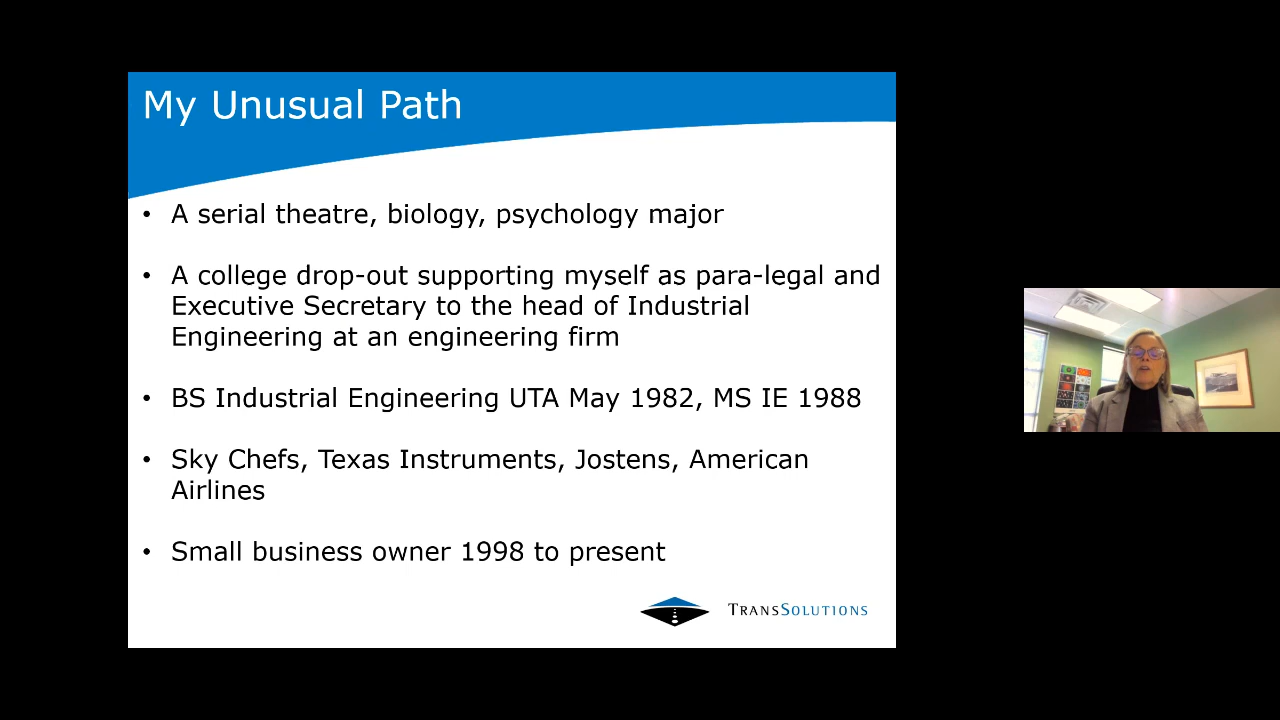 My Unusual Path
• A serial theatre, biology, psychology major
• A college drop-out supporting myself as para-legal and
Executive Secretary to the head of Industrial
Engineering at an engineering firm
• BS Industrial Engineering UTA May 1982, MS IE 1988
• Sky Chefs, Texas Instruments, Jostens, American
Airlines
• Small business owner 1998 to present
TRANSSOLUTIONS